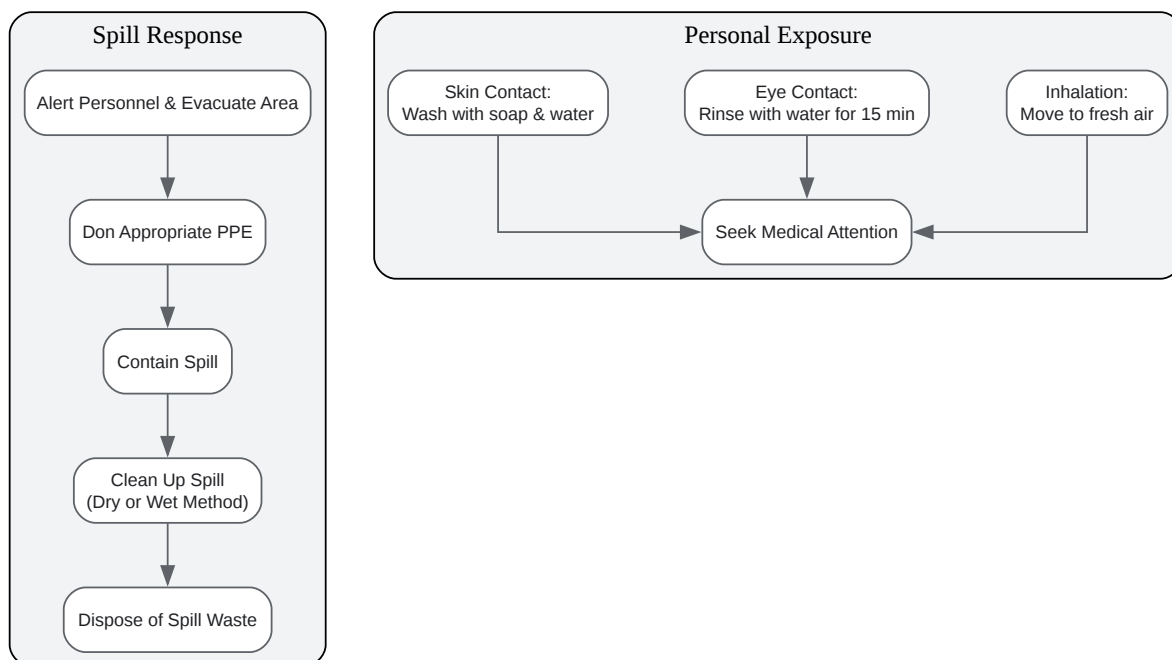 Spill Response
Alert Personnel & Evacuate Area
Don Appropriate PPE
Contain Spill
Clean Up Spill
(Dry or Wet Method)
Dispose of Spill Waste
Personal Exposure
Skin Contact:
Wash with soap & water
Eye Contact:
Rinse with water for 15 min
Inhalation:
Move to fresh air
Seek Medical Attention